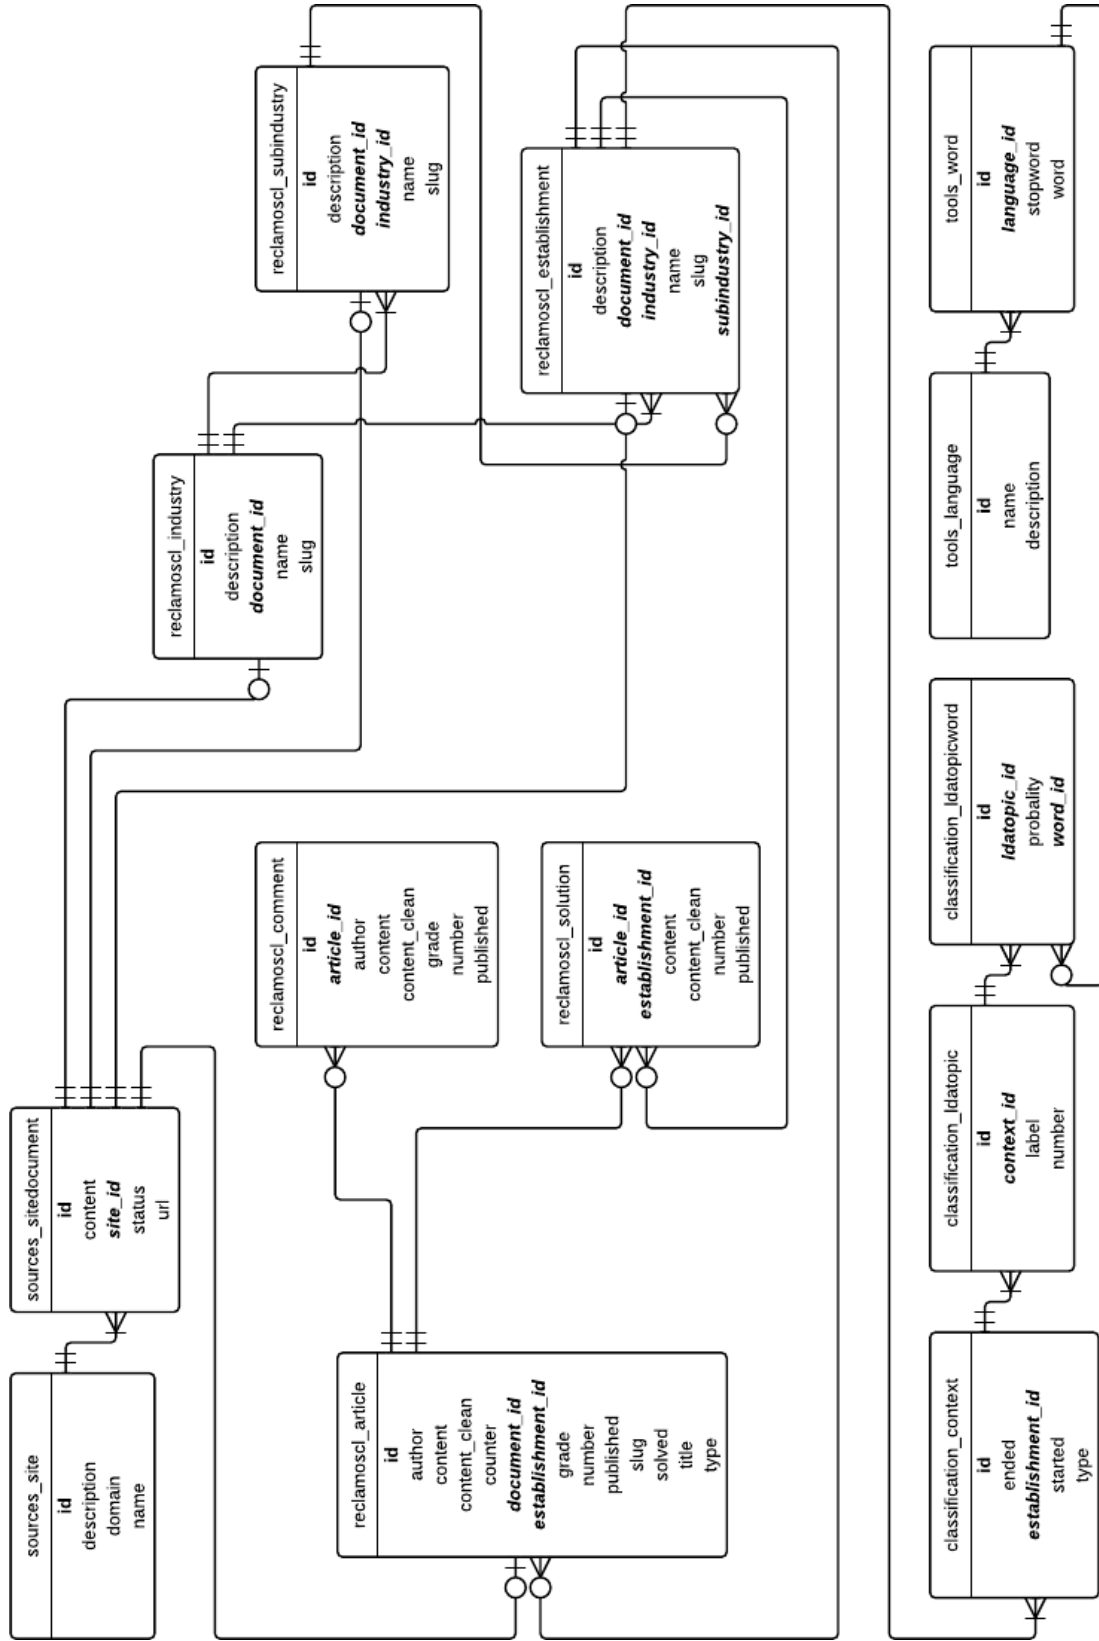 sources_site
id
description
domain
name
sources_sitedocument
id
content
site_id
status
url
reclamoscl_industry
id
description
document_id
name
slug
reclamoscl_subindustry
id
description
document_id
industry_id
name
slug
reclamoscl_article
id
author
content
content_clean
counter
document_id
establishment_id
grade
number
published
slug
solved
title
type
reclamoscl_comment
id
article_id
author
content
content_clean
grade
number
published
reclamoscl_solution
id
article_id
establishment_id
content
content_clean
number
published
reclamoscl_establishment
id
description
document_id
industry_id
name
slug
subindustry_id
classification_context
id
ended
establishment_id
started
type
classification_ldatopic
id
context_id
label
number
classification_ldatopicword
id
ldatopic_id
probality
word_id
tools_language
id
name
description
tools_word
id
language_id
stopword
word